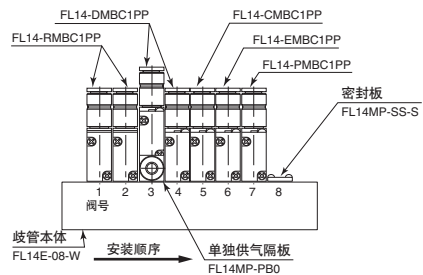 FL14-DMBC1PP
FL14-CMBC1PP
FL14-RMBC1PP
FL14-EMBC1PP
FL14-PMBC1PP
密封板
FL14MP-SS-S
1 2 3 4 5 6 7 8
阀号
歧管本体
FL14E-08-W
安装顺序
单独供气隔板
FL14MP-PB0